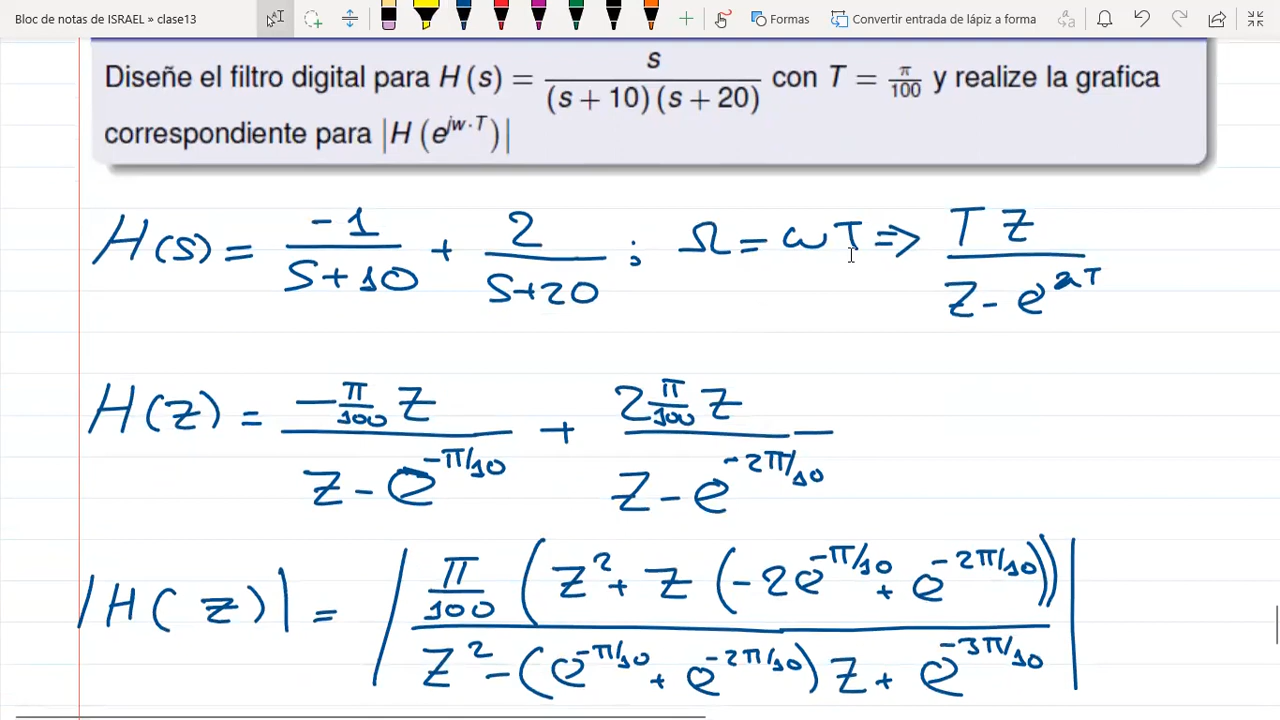 Bloc de notas de ISRAEL » clase13
Formas
Convertir entrada de lápiz a forma
Diseñe el filtro digital para H(s) = s / ((s + 10)(s + 20)) con T = π/100 y realize la grafica
correspondiente para |H(e^{jw·T})|
H(s) = -1/(S+10) + 2/(S+20) ; Ω = ωT ⇒ TZ/(Z - e^{aT})
H(Z) = (-π/100 Z)/(Z - e^{-π/10}) + (2 π/100 Z)/(Z - e^{-2π/10})
|H(Z)| = | π/100 (Z² + Z(-2e^{-π/10} + e^{-2π/10})) / (Z² - (e^{-π/10} + e^{-2π/10})Z + e^{-3π/10}) |